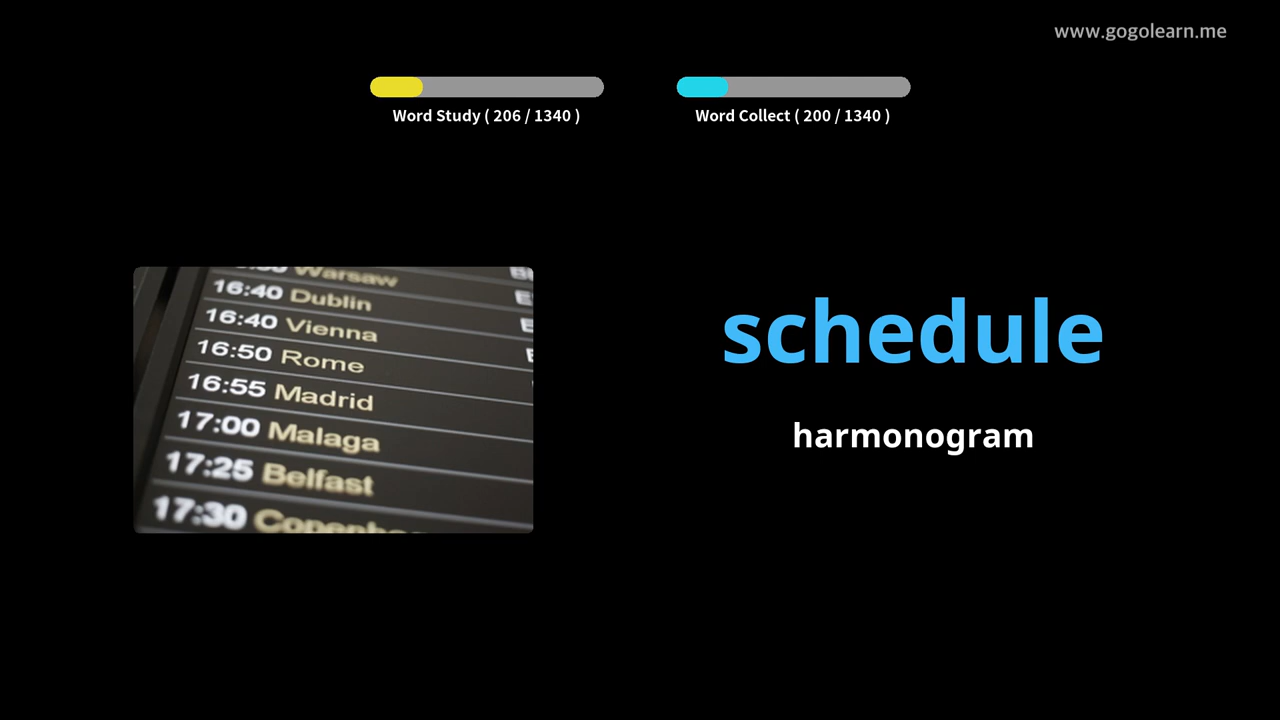 www.gogolearn.me
Word Study ( 206 / 1340 )
Word Collect ( 200 / 1340 )
Warsaw
16:40 Dublin
16:40 Vienna
16:50 Rome
16:55 Madrid
17:00 Malaga
17:25 Belfast
17:30
schedule
harmonogram